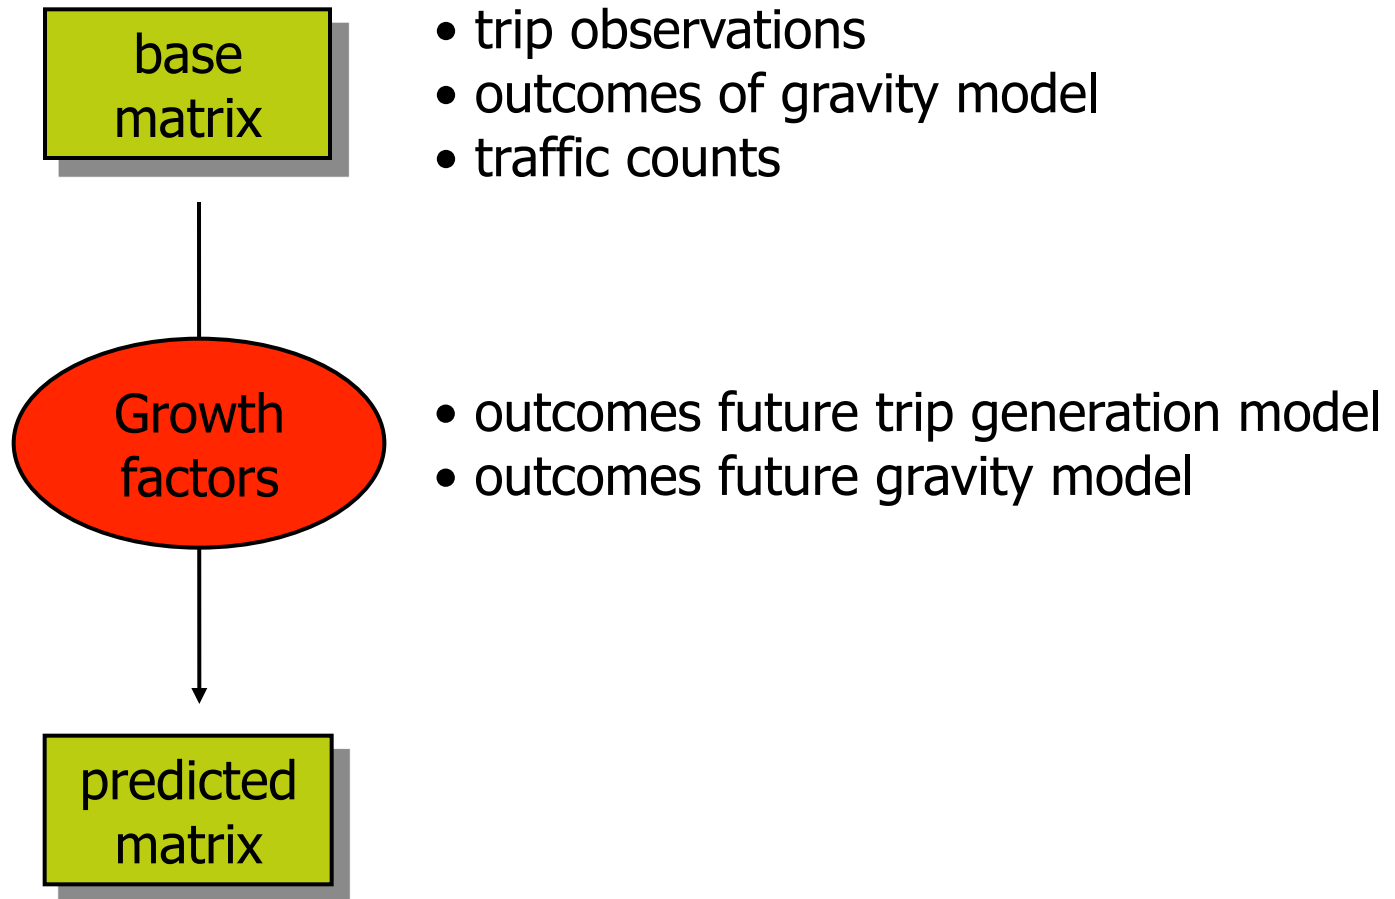 base
matrix
• trip observations
• outcomes of gravity model
• traffic counts
Growth
factors
• outcomes future trip generation model
• outcomes future gravity model
predicted
matrix